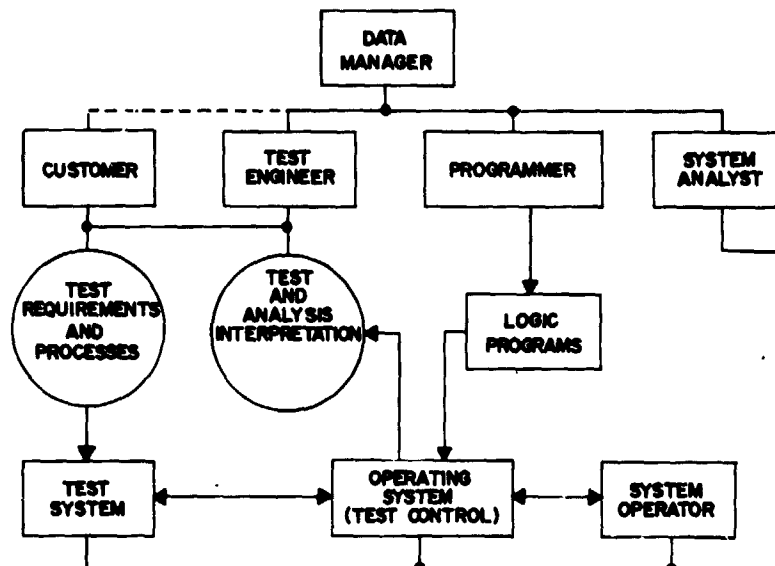 DATA
MANAGER
CUSTOMER
TEST
ENGINEER
PROGRAMMER
SYSTEM
ANALYST
TEST
REQUIREMENTS
AND
PROCESSES
TEST
AND
ANALYSIS
INTERPRETATION
LOGIC
PROGRAMS
TEST
SYSTEM
OPERATING
SYSTEM
(TEST CONTROL)
SYSTEM
OPERATOR